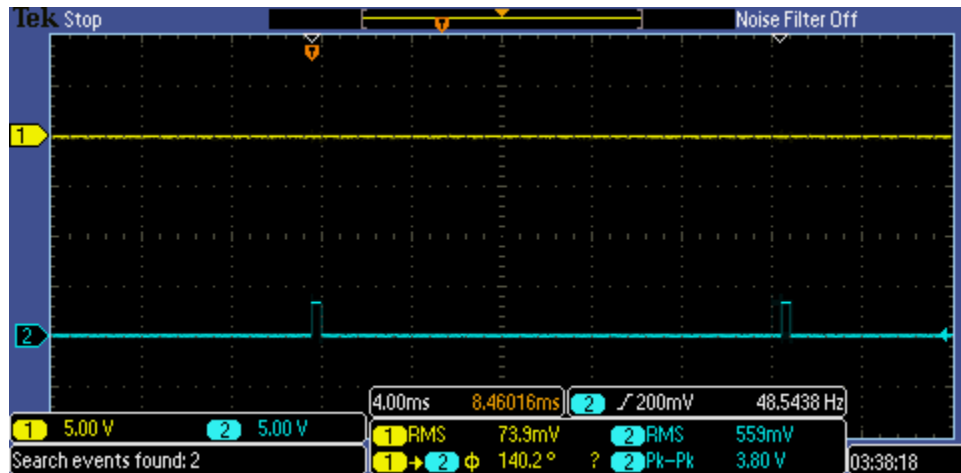 Tek Stop Noise Filter Off
T
T
1
2
4.00ms 8.46016ms 2 200mV 48.5438 Hz
1 5.00 V 2 5.00 V
1 RMS 73.9mV 2 RMS 559mV
1 → 2 ϕ 140.2 ° ? 2 Pk–Pk 3.80 V
Search events found: 2 03:38:18